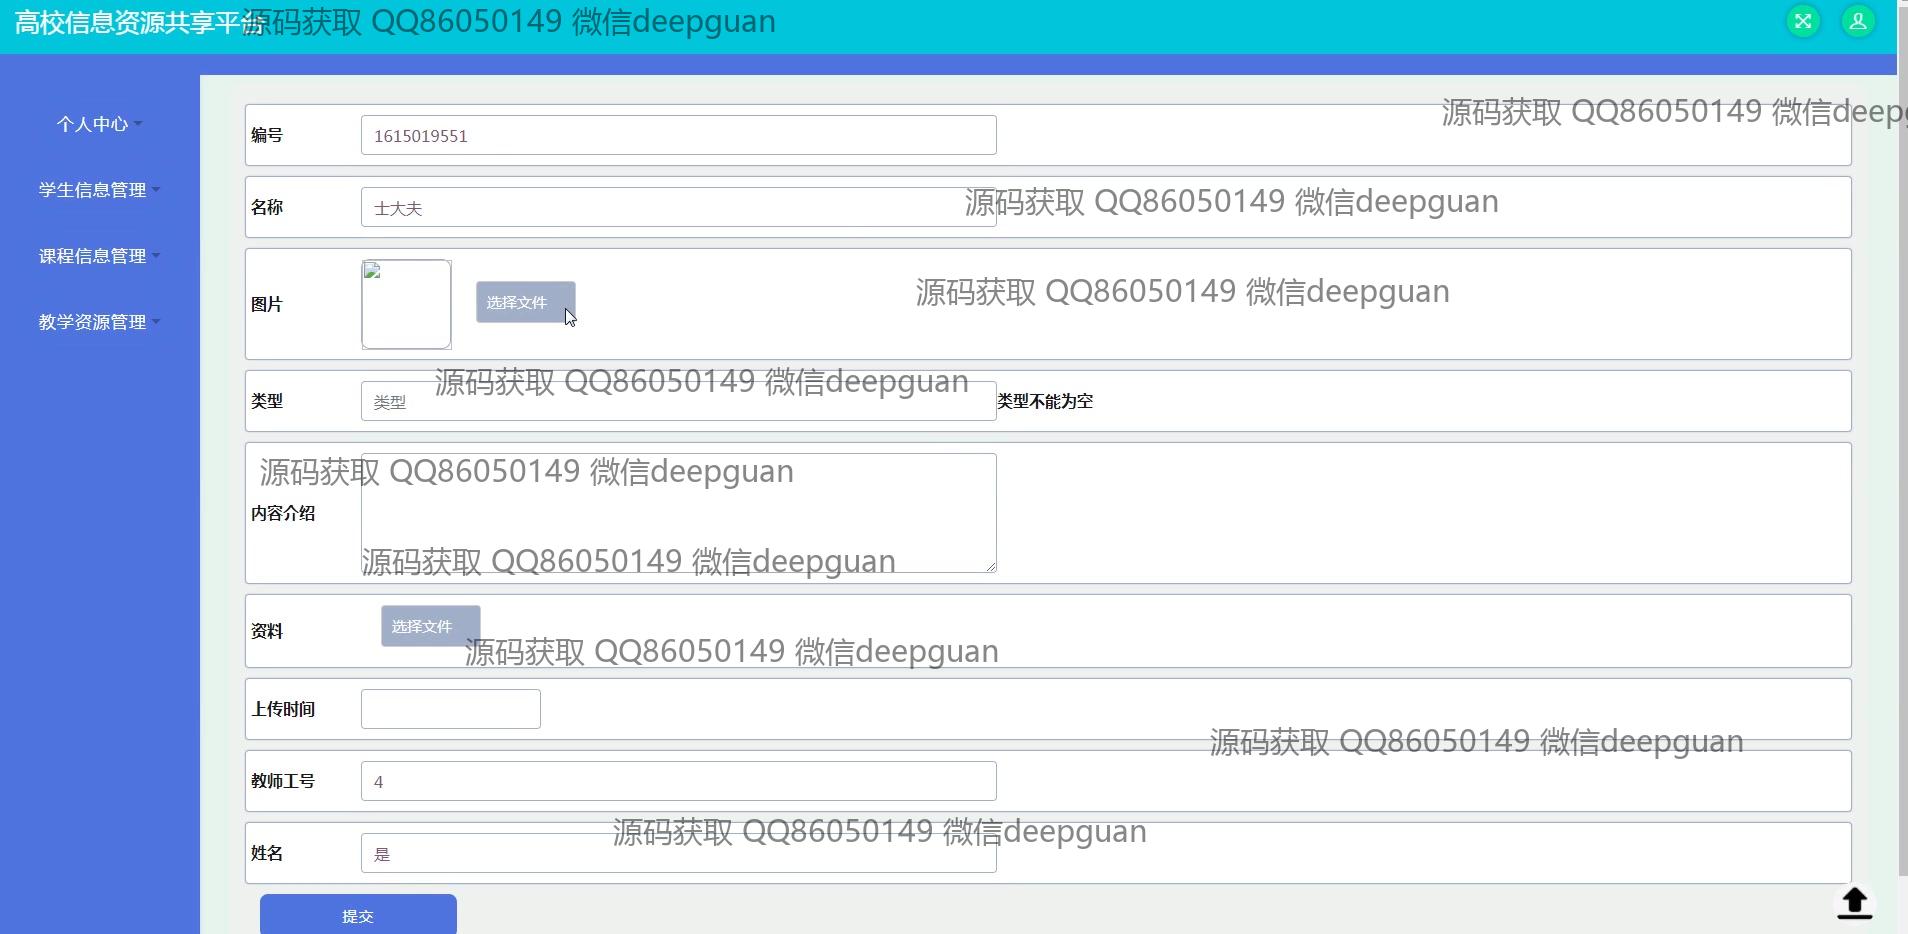 高校信息资源共享平台
源码获取 QQ86050149 微信deepguan
个人中心
学生信息管理
课程信息管理
教学资源管理
源码获取 QQ86050149 微信deepg
编号 1615019551
名称 士大夫
源码获取 QQ86050149 微信deepguan
图片 选择文件
源码获取 QQ86050149 微信deepguan
源码获取 QQ86050149 微信deepguan
类型 类型 类型不能为空
源码获取 QQ86050149 微信deepguan
内容介绍
源码获取 QQ86050149 微信deepguan
资料 选择文件
源码获取 QQ86050149 微信deepguan
上传时间
源码获取 QQ86050149 微信deepguan
教师工号 4
源码获取 QQ86050149 微信deepguan
姓名 是
提交